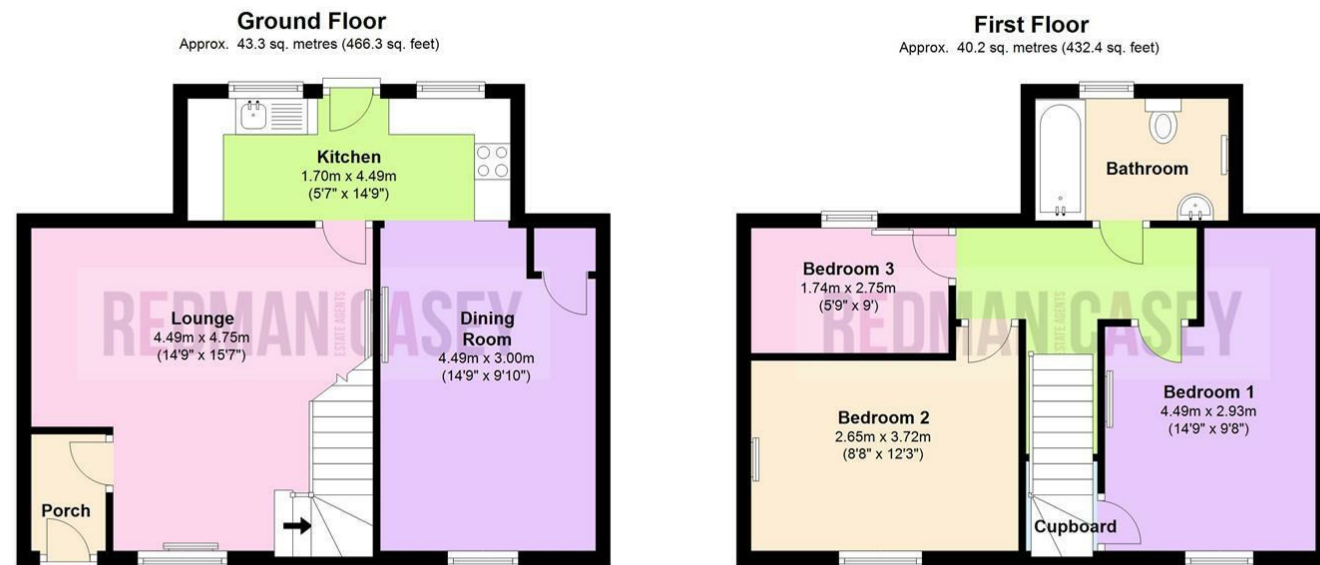 Ground Floor
Approx. 43.3 sq. metres (466.3 sq. feet)
Kitchen
1.70m x 4.49m
(5'7" x 14'9")
Lounge
4.49m x 4.75m
(14'9" x 15'7")
Dining
Room
4.49m x 3.00m
(14'9" x 9'10")
Porch
REDMAN CASEY
ESTATE AGENTS
First Floor
Approx. 40.2 sq. metres (432.4 sq. feet)
Bathroom
Bedroom 3
1.74m x 2.75m
(5'9" x 9')
Bedroom 2
2.65m x 3.72m
(8'8" x 12'3")
Bedroom 1
4.49m x 2.93m
(14'9" x 9'8")
Cupboard
REDMAN CASEY
ESTATE AGENTS